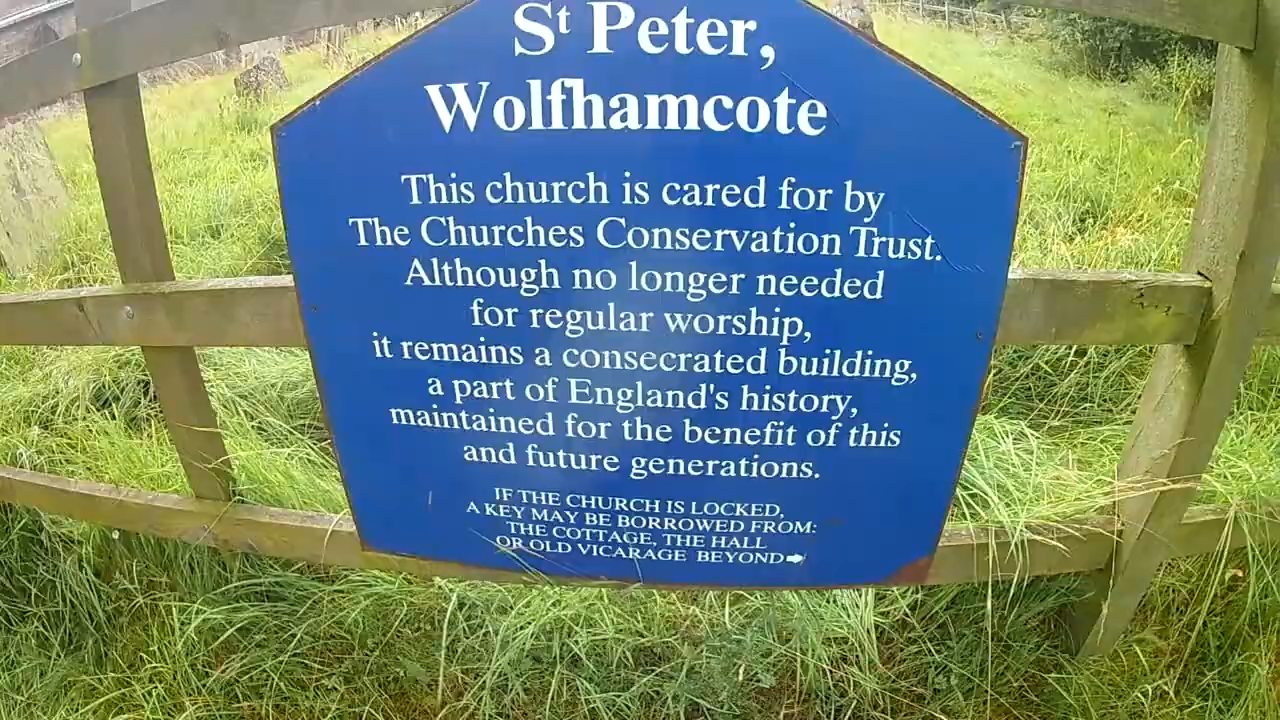 St Peter,
Wolfhamcote
This church is cared for by
The Churches Conservation Trust.
Although no longer needed
for regular worship,
it remains a consecrated building,
a part of England's history,
maintained for the benefit of this
and future generations.
IF THE CHURCH IS LOCKED,
A KEY MAY BE BORROWED FROM:
THE COTTAGE, THE HALL
OR OLD VICARAGE BEYOND➡